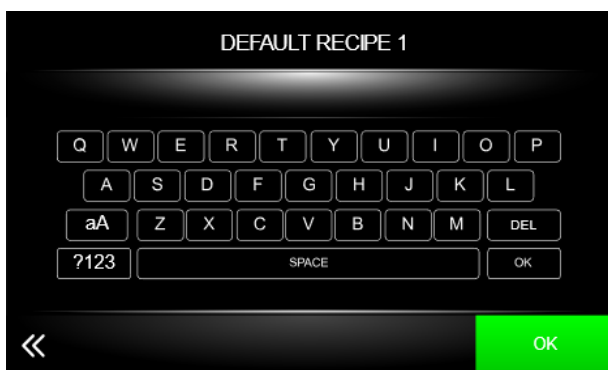 DEFAULT RECIPE 1
Q W E R T Y U I O P
A S D F G H J K L
aA Z X C V B N M DEL
?123 SPACE OK
OK